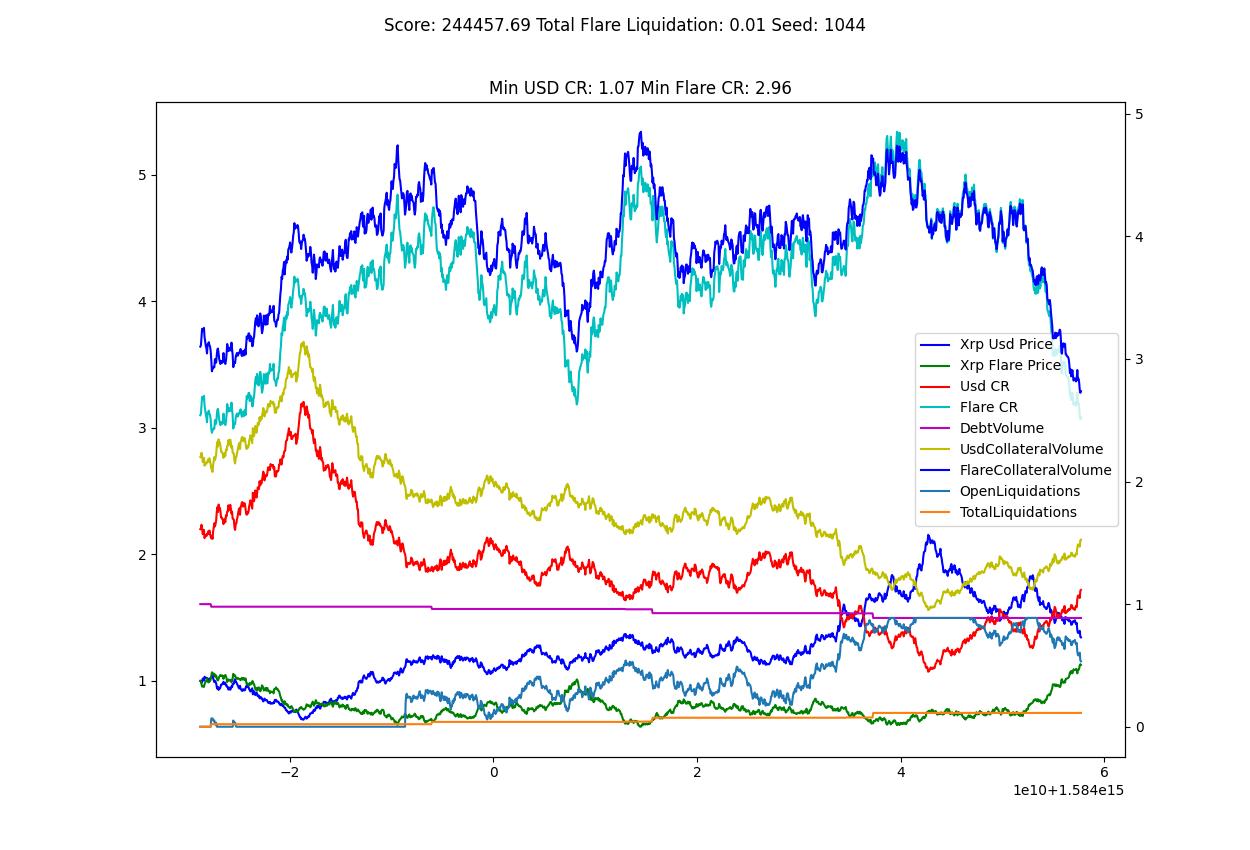 Score: 244457.69 Total Flare Liquidation: 0.01 Seed: 1044
Min USD CR: 1.07 Min Flare CR: 2.96
5
4
3
2
1
5
4
3
2
1
0
Xrp Usd Price
Xrp Flare Price
Usd CR
Flare CR
DebtVolume
UsdCollateralVolume
FlareCollateralVolume
OpenLiquidations
TotalLiquidations
−2
0
2
4
6
1e10+1.584e15